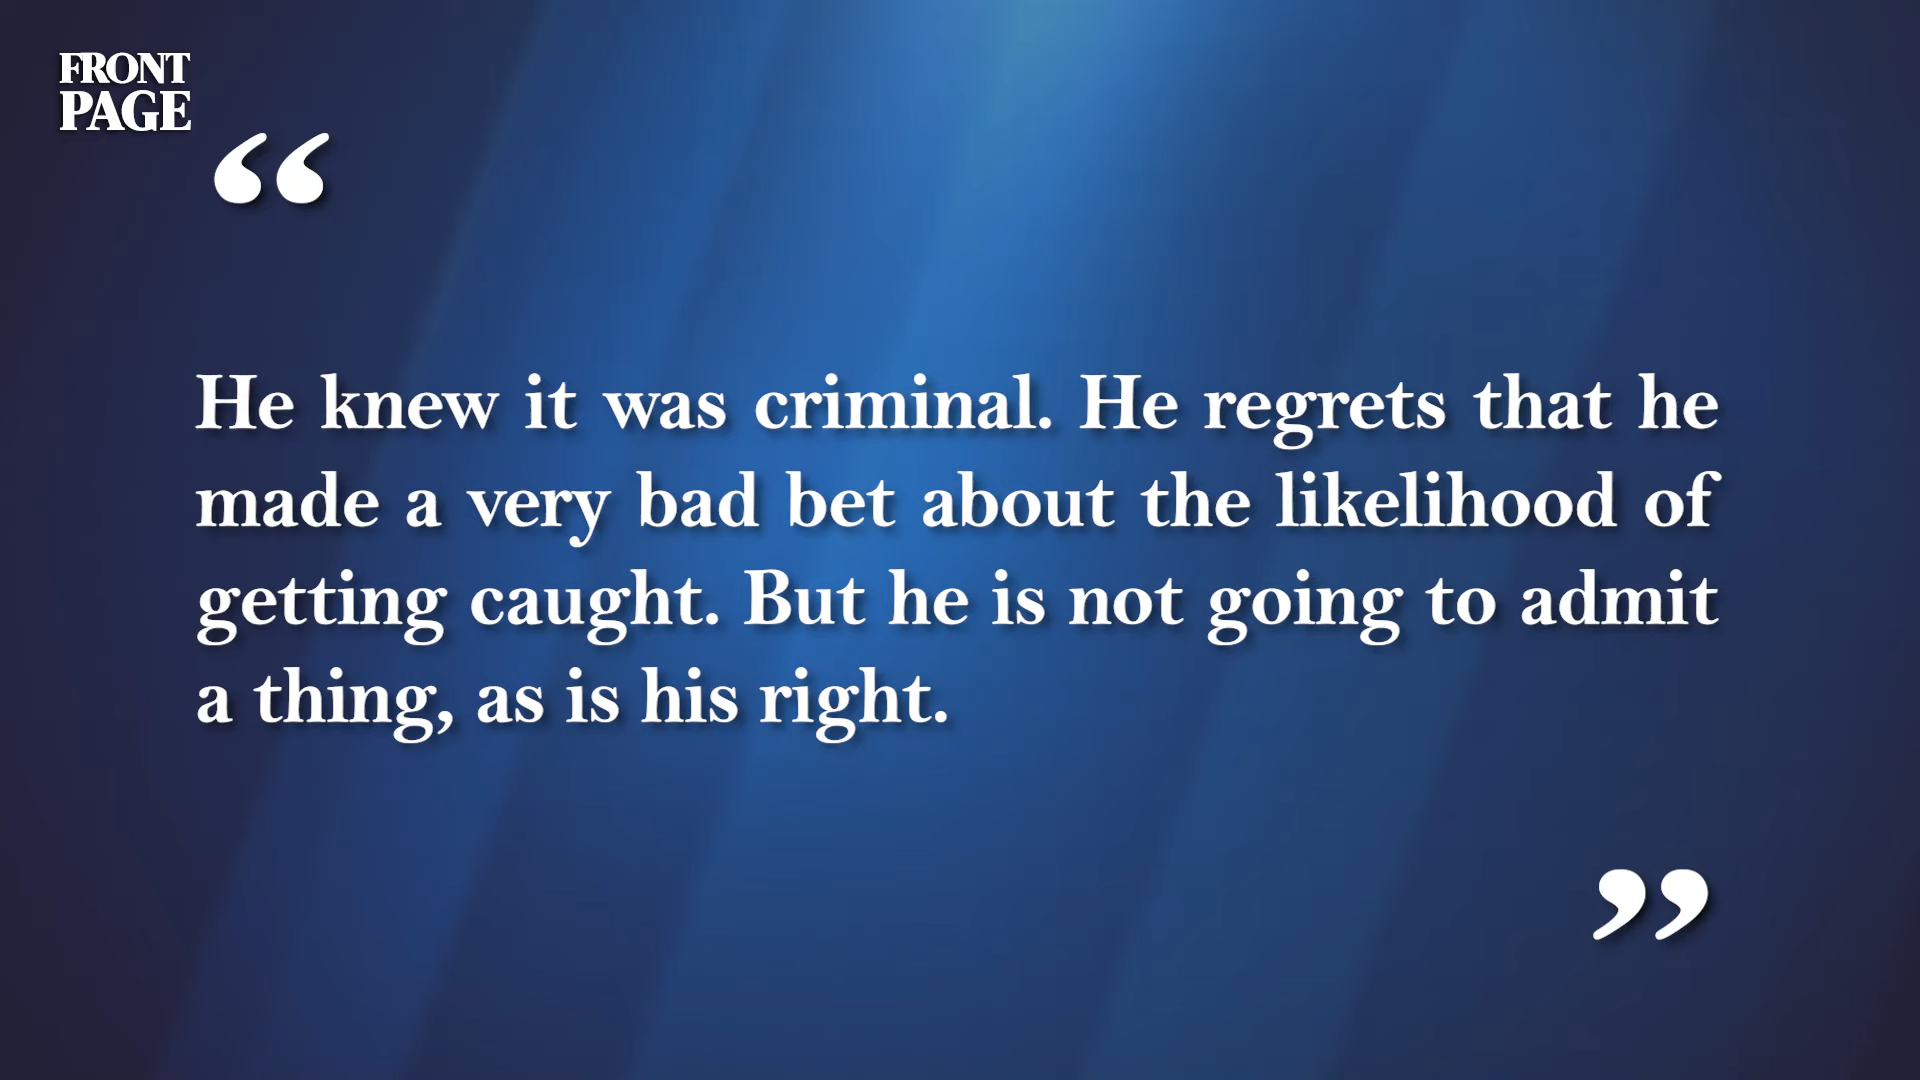 FRONT
PAGE
“
He knew it was criminal. He regrets that he
made a very bad bet about the likelihood of
getting caught. But he is not going to admit
a thing, as is his right.
”